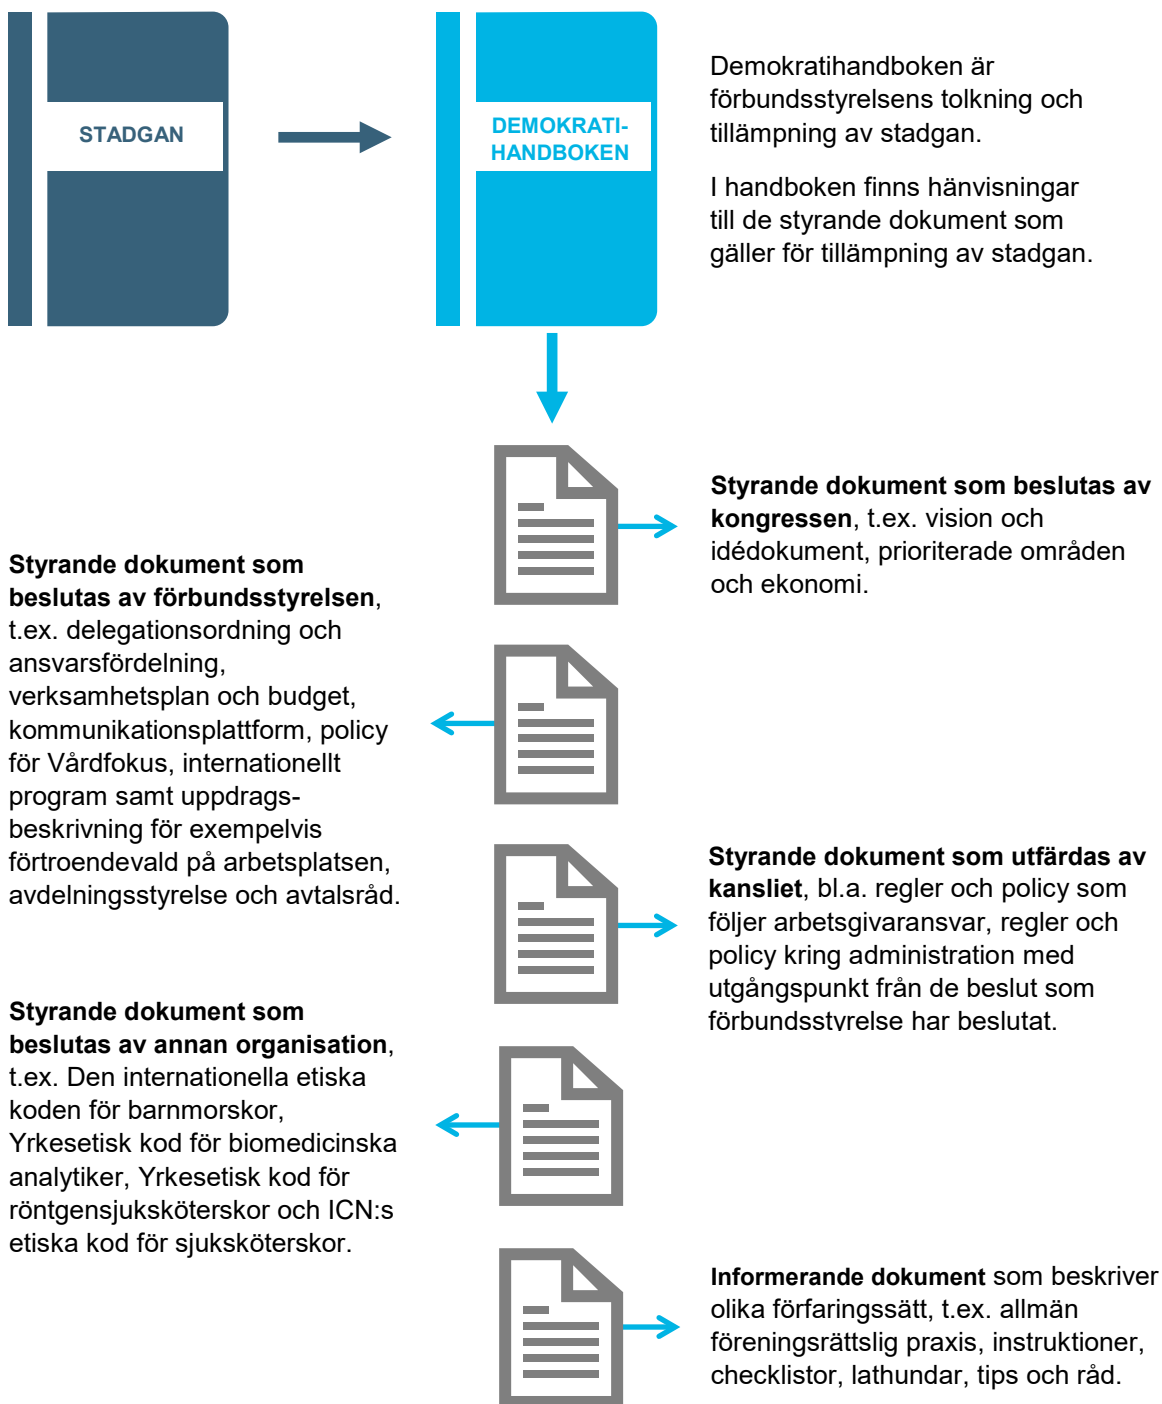 STADGAN
DEMOKRATI-
HANDBOKEN
Demokratihandboken är
förbundsstyrelsens tolkning och
tillämpning av stadgan.
I handboken finns hänvisningar
till de styrande dokument som
gäller för tillämpning av stadgan.
Styrande dokument som beslutas av
kongressen, t.ex. vision och
idédokument, prioriterade områden
och ekonomi.
Styrande dokument som
beslutas av förbundsstyrelsen,
t.ex. delegationsordning och
ansvarsfördelning,
verksamhetsplan och budget,
kommunikationsplattform, policy
för Vårdfokus, internationellt
program samt uppdrags-
beskrivning för exempelvis
förtroendevald på arbetsplatsen,
avdelningsstyrelse och avtalsråd.
Styrande dokument som utfärdas av
kansliet, bl.a. regler och policy som
följer arbetsgivaransvar, regler och
policy kring administration med
utgångspunkt från de beslut som
förbundsstyrelse har beslutat.
Styrande dokument som
beslutas av annan organisation,
t.ex. Den internationella etiska
koden för barnmorskor,
Yrkesetisk kod för biomedicinska
analytiker, Yrkesetisk kod för
röntgensjuksköterskor och ICN:s
etiska kod för sjuksköterskor.
Informerande dokument som beskriver
olika förfaringssätt, t.ex. allmän
föreningsrättslig praxis, instruktioner,
checklistor, lathundar, tips och råd.